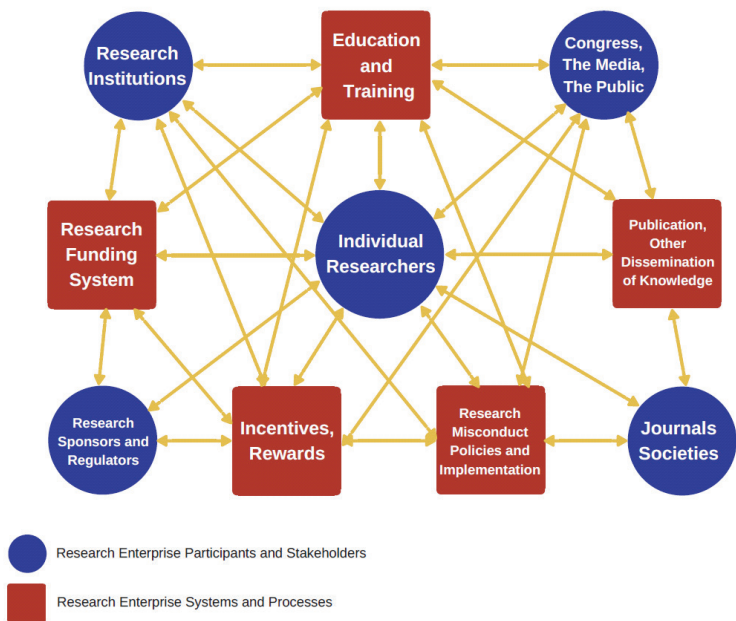 Research
Institutions
Education
and
Training
Congress,
The Media,
The Public
Research
Funding
System
Individual
Researchers
Publication,
Other
Dissemination
of Knowledge
Research
Sponsors and
Regulators
Incentives,
Rewards
Research
Misconduct
Policies and
Implementation
Journals
Societies
Research Enterprise Participants and Stakeholders
Research Enterprise Systems and Processes